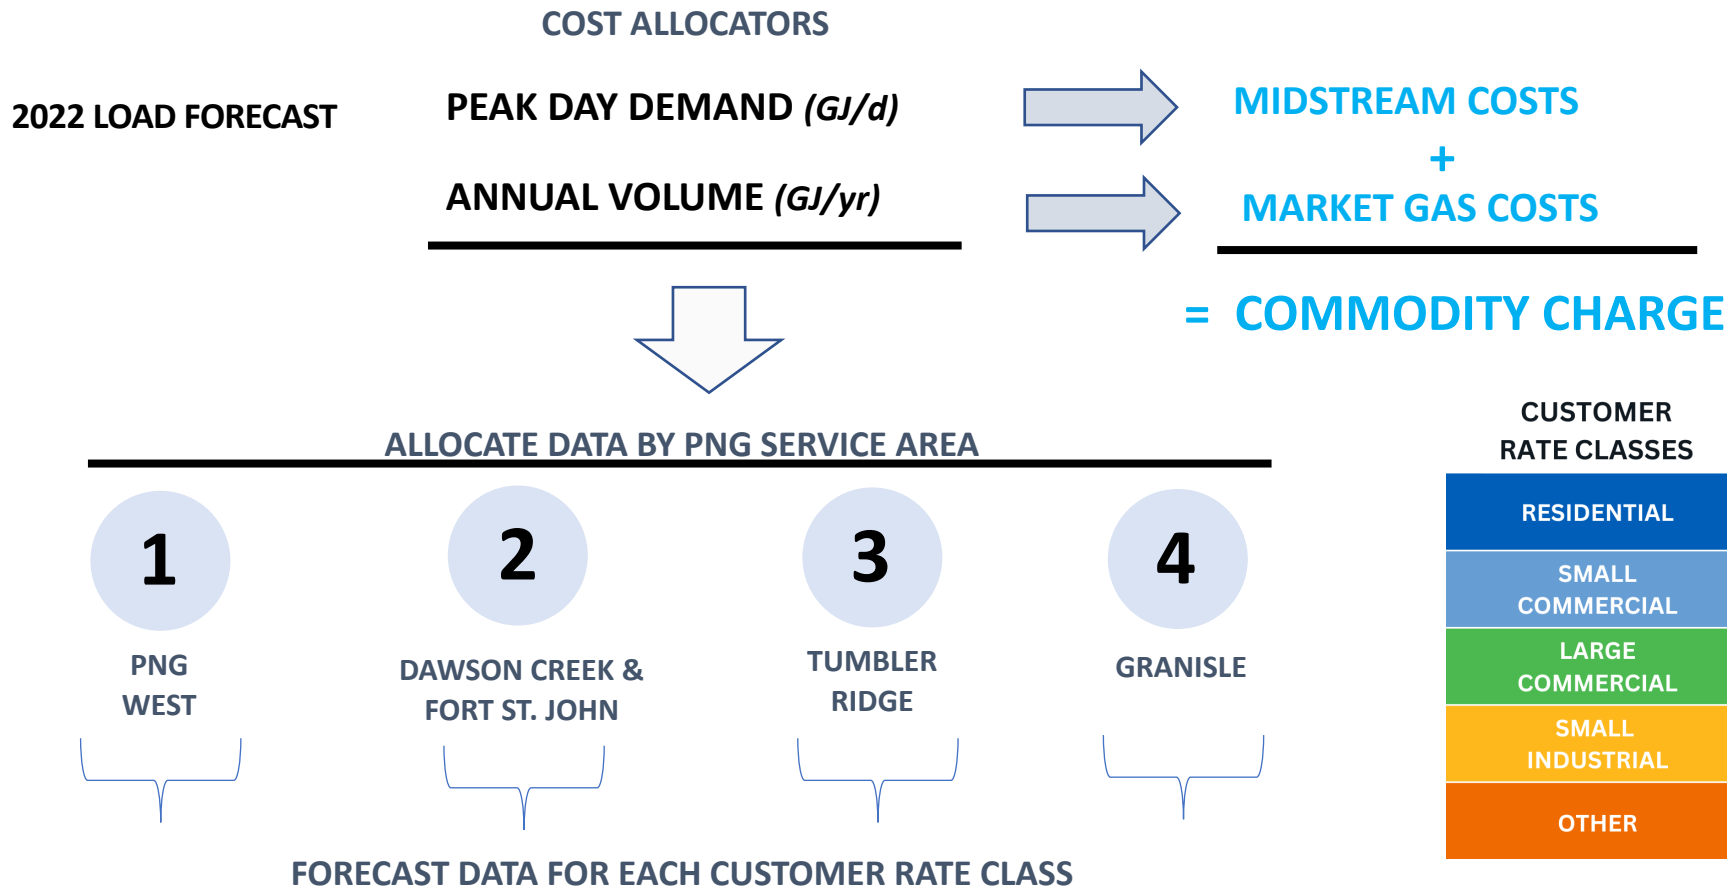 COST ALLOCATORS
2022 LOAD FORECAST
PEAK DAY DEMAND (GJ/d)
ANNUAL VOLUME (GJ/yr)
MIDSTREAM COSTS
+
MARKET GAS COSTS
= COMMODITY CHARGE
ALLOCATE DATA BY PNG SERVICE AREA
1
PNG
WEST
2
DAWSON CREEK &
FORT ST. JOHN
3
TUMBLER
RIDGE
4
GRANISLE
FORECAST DATA FOR EACH CUSTOMER RATE CLASS
CUSTOMER
RATE CLASSES
RESIDENTIAL
SMALL
COMMERCIAL
LARGE
COMMERCIAL
SMALL
INDUSTRIAL
OTHER